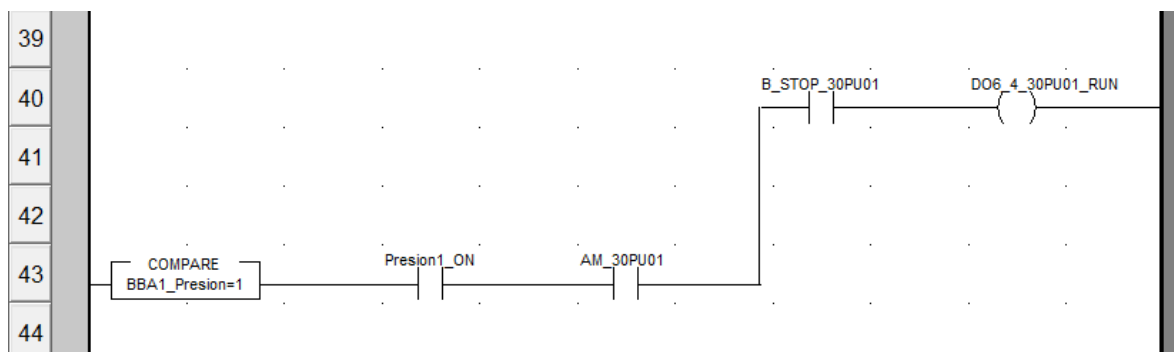 39
40
B_STOP_30PU01 DO6_4_30PU01_RUN
41
42
43
COMPARE
BBA1_Presion=1
Presion1_ON AM_30PU01
44